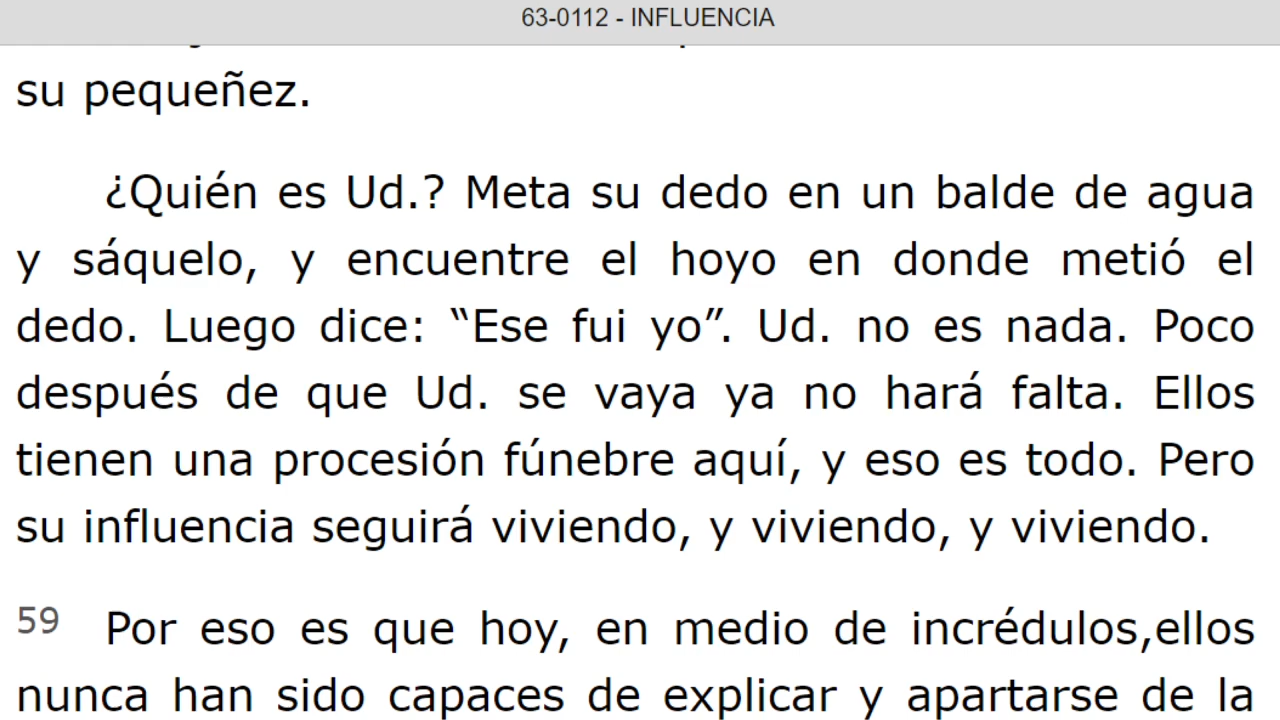 63-0112 - INFLUENCIA
su pequeñez.
¿Quién es Ud.? Meta su dedo en un balde de agua
y sáquelo, y encuentre el hoyo en donde metió el
dedo. Luego dice: “Ese fui yo”. Ud. no es nada. Poco
después de que Ud. se vaya ya no hará falta. Ellos
tienen una procesión fúnebre aquí, y eso es todo. Pero
su influencia seguirá viviendo, y viviendo, y viviendo.
59 Por eso es que hoy, en medio de incrédulos,ellos
nunca han sido capaces de explicar y apartarse de la